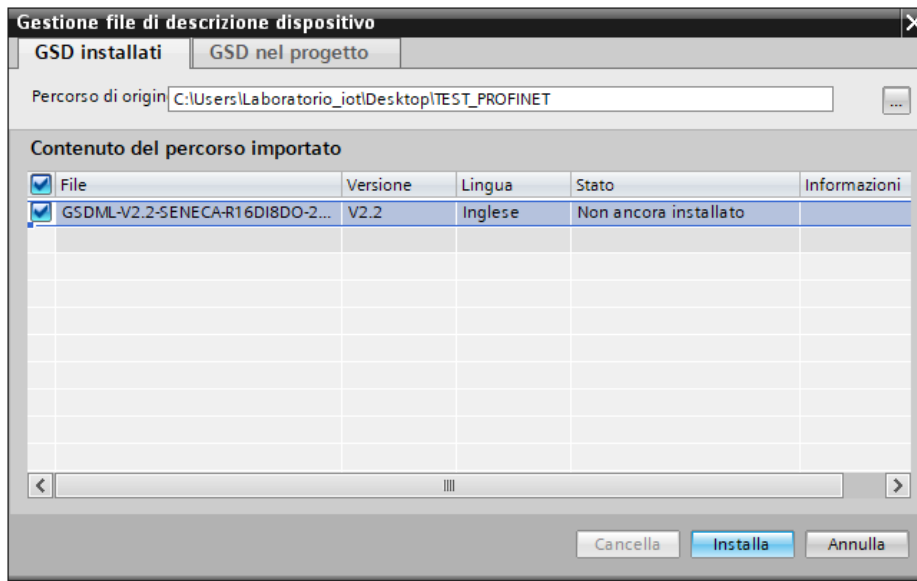 Gestione file di descrizione dispositivo
GSD installati GSD nel progetto
Percorso di origin C:\Users\Laboratorio_iot\Desktop\TEST_PROFINET ...
Contenuto del percorso importato
File Versione Lingua Stato Informazioni
GSDML-V2.2-SENECA-R16DI8DO-2... V2.2 Inglese Non ancora installato
Cancella Installa Annulla